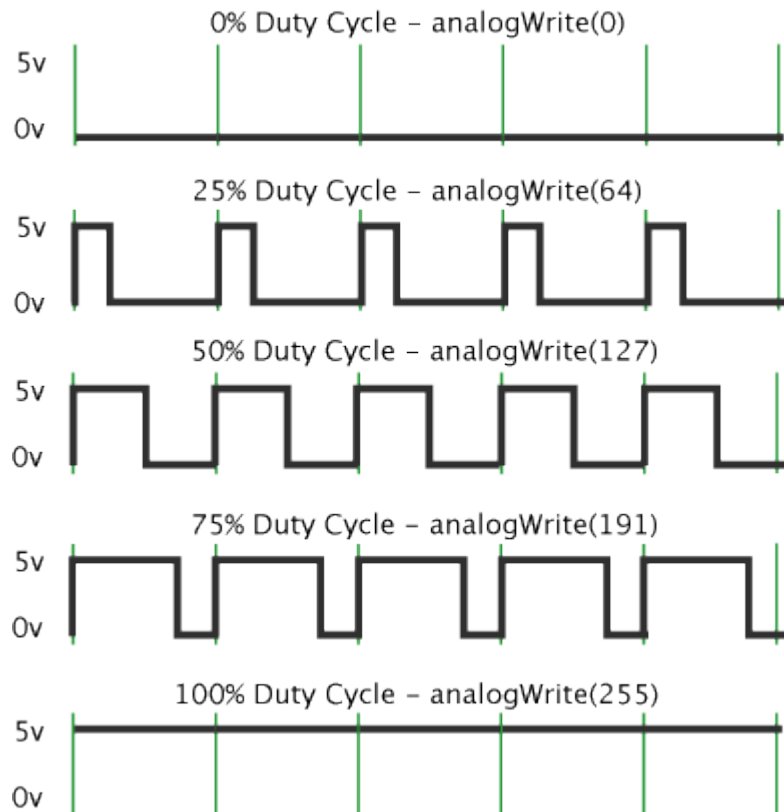 0% Duty Cycle – analogWrite(0)
5v
0v
25% Duty Cycle – analogWrite(64)
5v
0v
50% Duty Cycle – analogWrite(127)
5v
0v
75% Duty Cycle – analogWrite(191)
5v
0v
100% Duty Cycle – analogWrite(255)
5v
0v